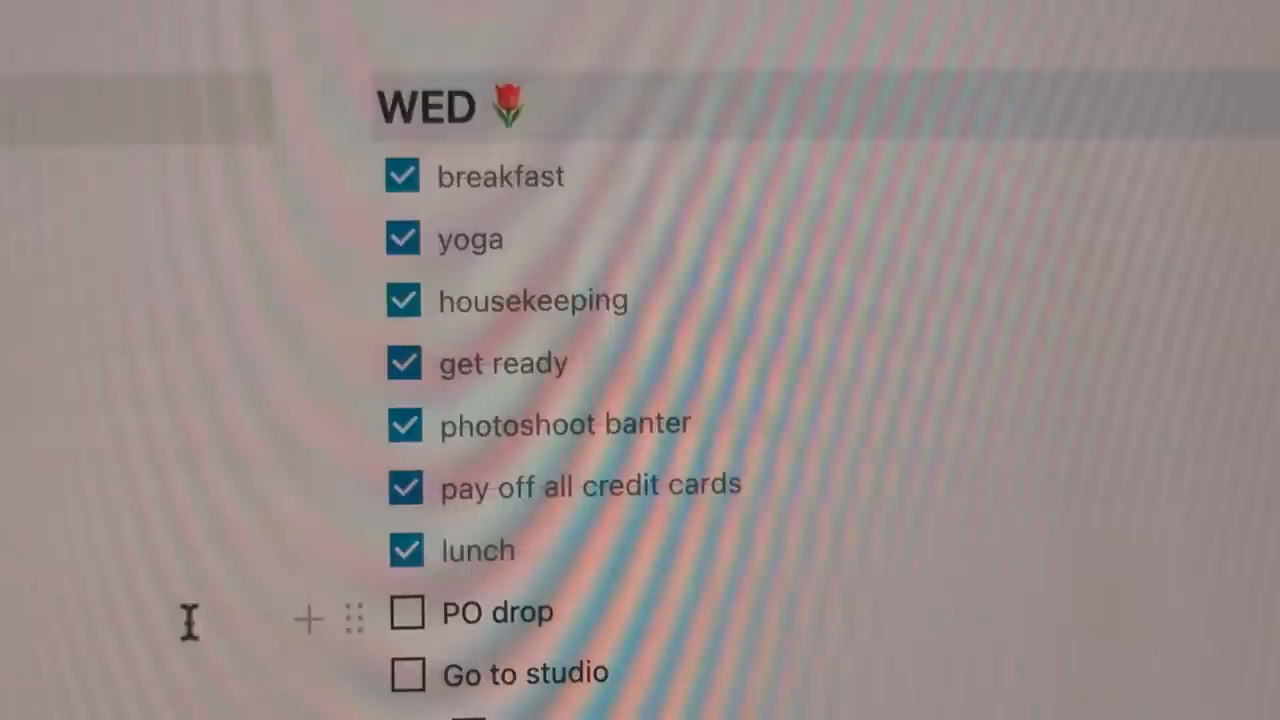 WED 🌷
breakfast
yoga
housekeeping
get ready
photoshoot banter
pay off all credit cards
lunch
PO drop
Go to studio